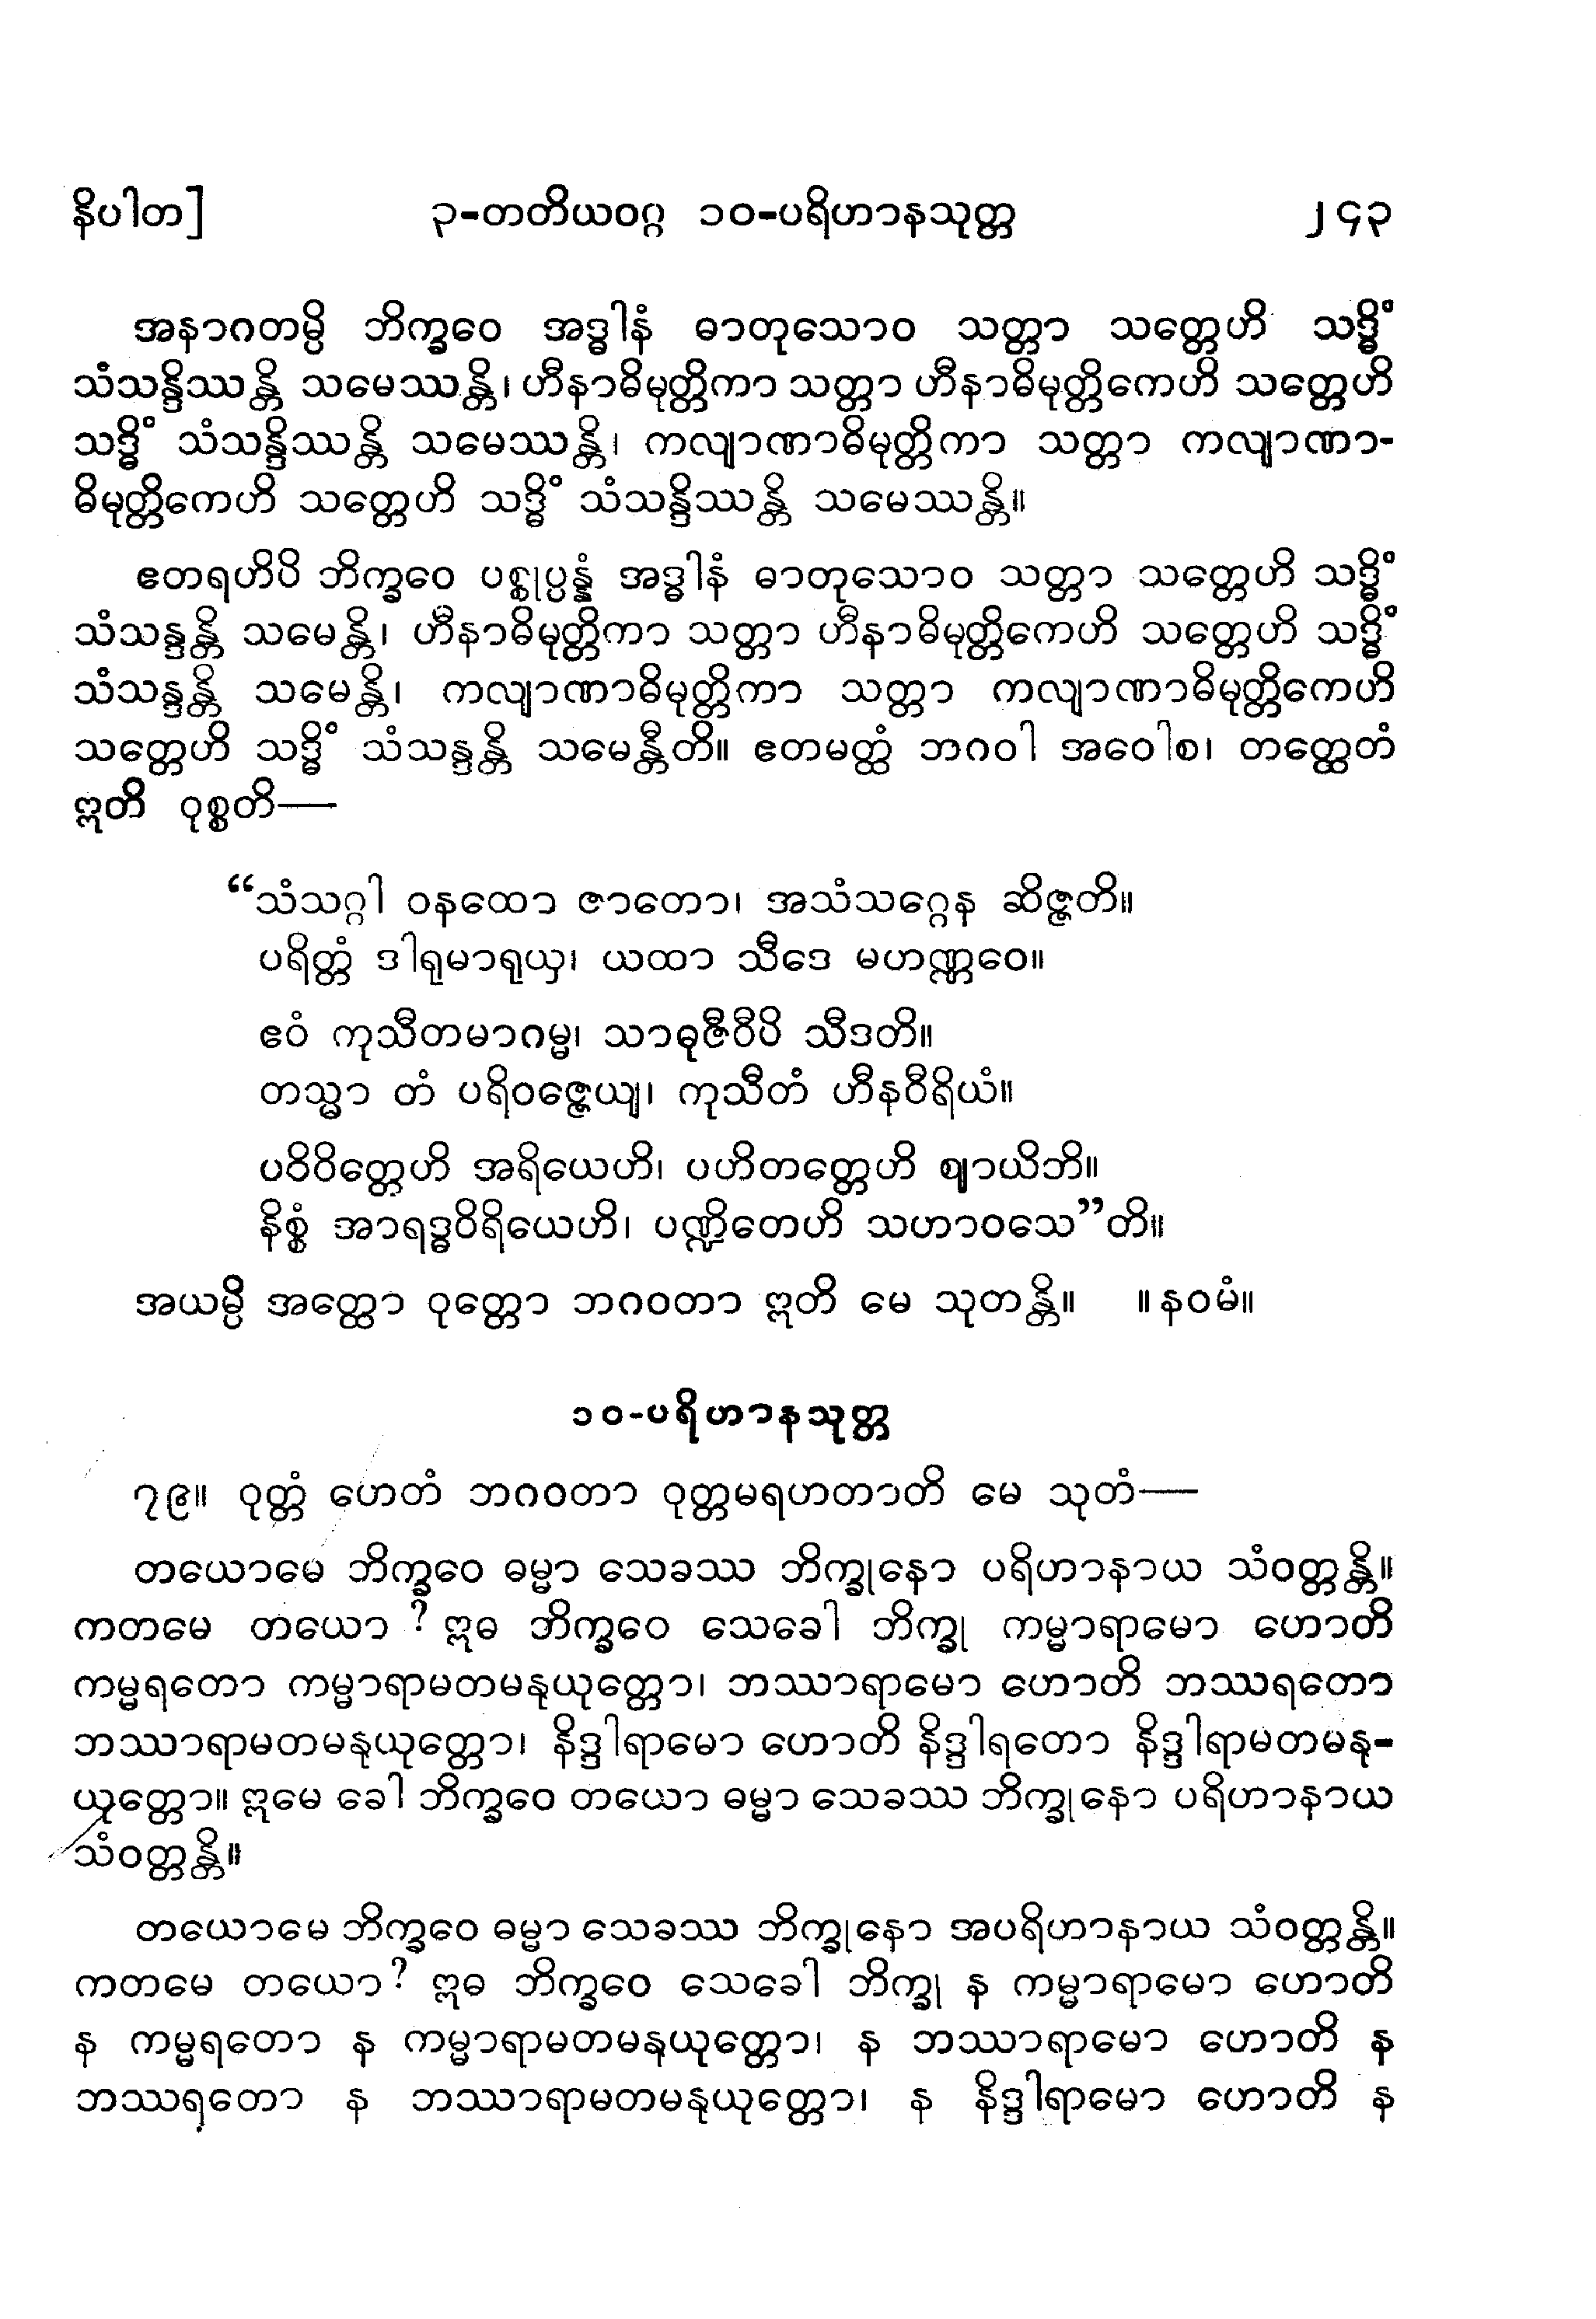 နိပါတ] ၃-တတိယဝဂ္ဂ ၁၀-ပရိဟာနသုတ္တ ၂၄၃
အနာဂတမ္ပိ ဘိက္ခဝေ အဒ္ဓါနံ ဓာတုသောဝ သတ္တာ သတ္တေဟိ သဒ္ဓိံ
သံသန္ဒိဿန္တိ သမေဿန္တိ၊ ဟီနာဓိမုတ္တိကာ သတ္တာ ဟီနာဓိမုတ္တိကေဟိ သတ္တေဟိ
သဒ္ဓိံ သံသန္ဒိဿန္တိ သမေဿန္တိ၊ ကလျာဏာဓိမုတ္တိကာ သတ္တာ ကလျာဏာ-
ဓိမုတ္တိကေဟိ သတ္တေဟိ သဒ္ဓိံ သံသန္ဒိဿန္တိ သမေဿန္တိ။
ဧတရဟိပိ ဘိက္ခဝေ ပစ္စုပ္ပန္နံ အဒ္ဓါနံ ဓာတုသောဝ သတ္တာ သတ္တေဟိ သဒ္ဓိံ
သံသန္ဒန္တိ သမေန္တိ၊ ဟီနာဓိမုတ္တိကာ သတ္တာ ဟီနာဓိမုတ္တိကေဟိ သတ္တေဟိ သဒ္ဓိံ
သံသန္ဒန္တိ သမေန္တိ၊ ကလျာဏာဓိမုတ္တိကာ သတ္တာ ကလျာဏာဓိမုတ္တိကေဟိ
သတ္တေဟိ သဒ္ဓိံ သံသန္ဒန္တိ သမေန္တီတိ။ ဧတမတ္ထံ ဘဂဝါ အဝေါစ၊ တတ္ထေတံ
ဣတိ ဝုစ္စတိ—
“သံသဂ္ဂါ ဝနထော ဇာတော၊ အသံသဂ္ဂေန ဆိဇ္ဇတိ။
ပရိတ္တံ ဒါရုမာရုယှ၊ ယထာ သီဒေ မဟဏ္ဏဝေ။
ဧဝံ ကုသီတမာဂမ္မ၊ သာဓုဇီဝီပိ သီဒတိ။
တသ္မာ တံ ပရိဝဇ္ဇေယျ၊ ကုသီတံ ဟီနဝီရိယံ။
ပဝိဝိတ္တေဟိ အရိယေဟိ၊ ပဟိတတ္တေဟိ ဈာယိဘိ။
နိစ္စံ အာရဒ္ဓဝိရိယေဟိ၊ ပဏ္ဍိတေဟိ သဟာဝသေ”တိ။
အယမ္ပိ အတ္ထော ဝုတ္တော ဘဂဝတာ ဣတိ မေ သုတန္တိ။ ။နဝမံ။
၁၀-ပရိဟာနသုတ္တ
၇၉။ ဝုတ္တံ ဟေတံ ဘဂဝတာ ဝုတ္တမရဟတာတိ မေ သုတံ—
တယောမေ ဘိက္ခဝေ ဓမ္မာ သေခဿ ဘိက္ခုနော ပရိဟာနာယ သံဝတ္တန္တိ။
ကတမေ တယော ? ဣဓ ဘိက္ခဝေ သေခေါ ဘိက္ခု ကမ္မာရာမော ဟောတိ
ကမ္မရတော ကမ္မာရာမတမနုယုတ္တော၊ ဘဿာရာမော ဟောတိ ဘဿရတော
ဘဿာရာမတမနုယုတ္တော၊ နိဒ္ဒါရာမော ဟောတိ နိဒ္ဒါရတော နိဒ္ဒါရာမတမနု-
ယုတ္တော။ ဣမေ ခေါ ဘိက္ခဝေ တယော ဓမ္မာ သေခဿ ဘိက္ခုနော ပရိဟာနာယ
သံဝတ္တန္တိ။
တယောမေ ဘိက္ခဝေ ဓမ္မာ သေခဿ ဘိက္ခုနော အပရိဟာနာယ သံဝတ္တန္တိ။
ကတမေ တယော? ဣဓ ဘိက္ခဝေ သေခေါ ဘိက္ခု န ကမ္မာရာမော ဟောတိ
န ကမ္မရတော န ကမ္မာရာမတမနုယုတ္တော၊ န ဘဿာရာမော ဟောတိ န
ဘဿရတော န ဘဿာရာမတမနုယုတ္တော၊ န နိဒ္ဒါရာမော ဟောတိ န